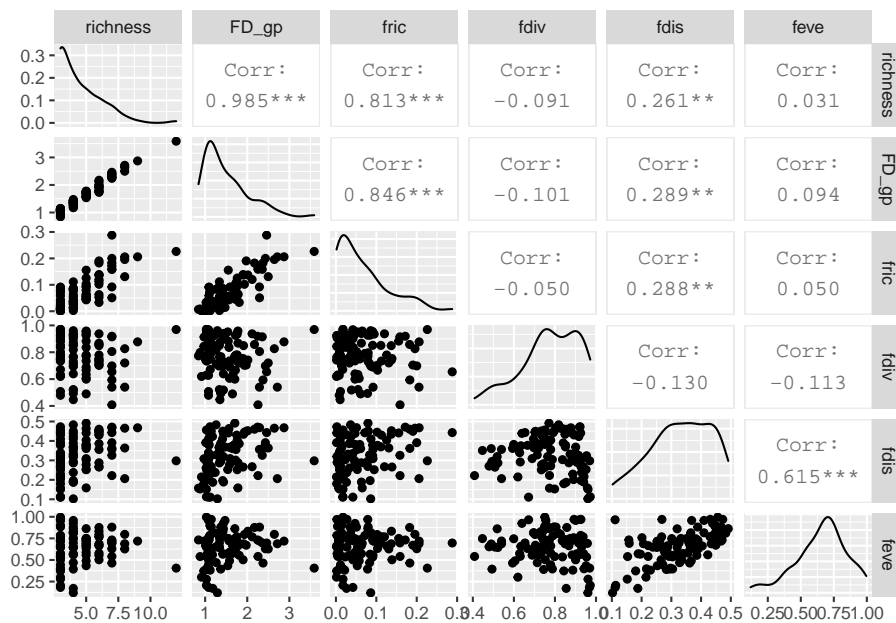 richness FD_gp fric fdiv fdis feve
0.3
0.2
0.1
0.0
Corr:
0.985***
Corr:
0.813***
Corr:
-0.091
Corr:
0.261**
Corr:
0.031
richness
3
2
1
Corr:
0.846***
Corr:
-0.101
Corr:
0.289**
Corr:
0.094
FD_gp
0.3
0.2
0.1
0.0
Corr:
-0.050
Corr:
0.288**
Corr:
0.050
fric
1.0
0.8
0.6
0.4
Corr:
-0.130
Corr:
-0.113
fdiv
0.5
0.4
0.3
0.2
0.1
Corr:
0.615***
fdis
1.00
0.75
0.50
0.25
feve
5.0 7.5 10.0 1 2 3 0.0 0.1 0.2 0.3 0.4 0.6 0.8 1.0 0.1 0.2 0.3 0.4 0.5 0.25 0.50 0.75 1.00